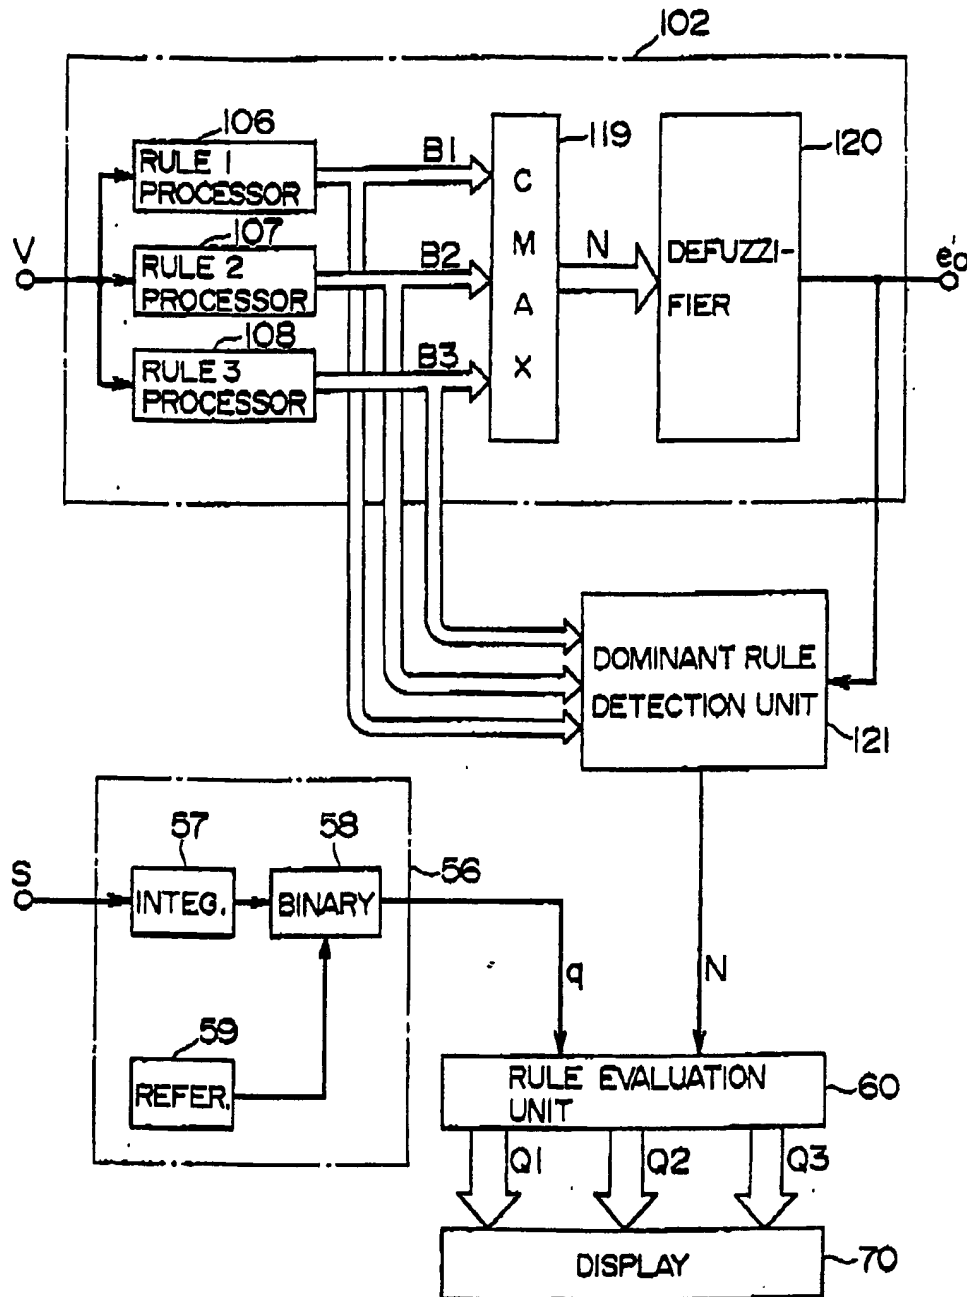 102
106
RULE 1
PROCESSOR
B1
119
120
V
107
RULE 2
PROCESSOR
B2
C
M
A
X
N
DEFUZZI-
FIER
e'o
108
RULE 3
PROCESSOR
B3
DOMINANT RULE
DETECTION UNIT
121
57
58
56
S
INTEG.
BINARY
59
REFER.
q
N
RULE EVALUATION
UNIT
60
Q1
Q2
Q3
DISPLAY
70